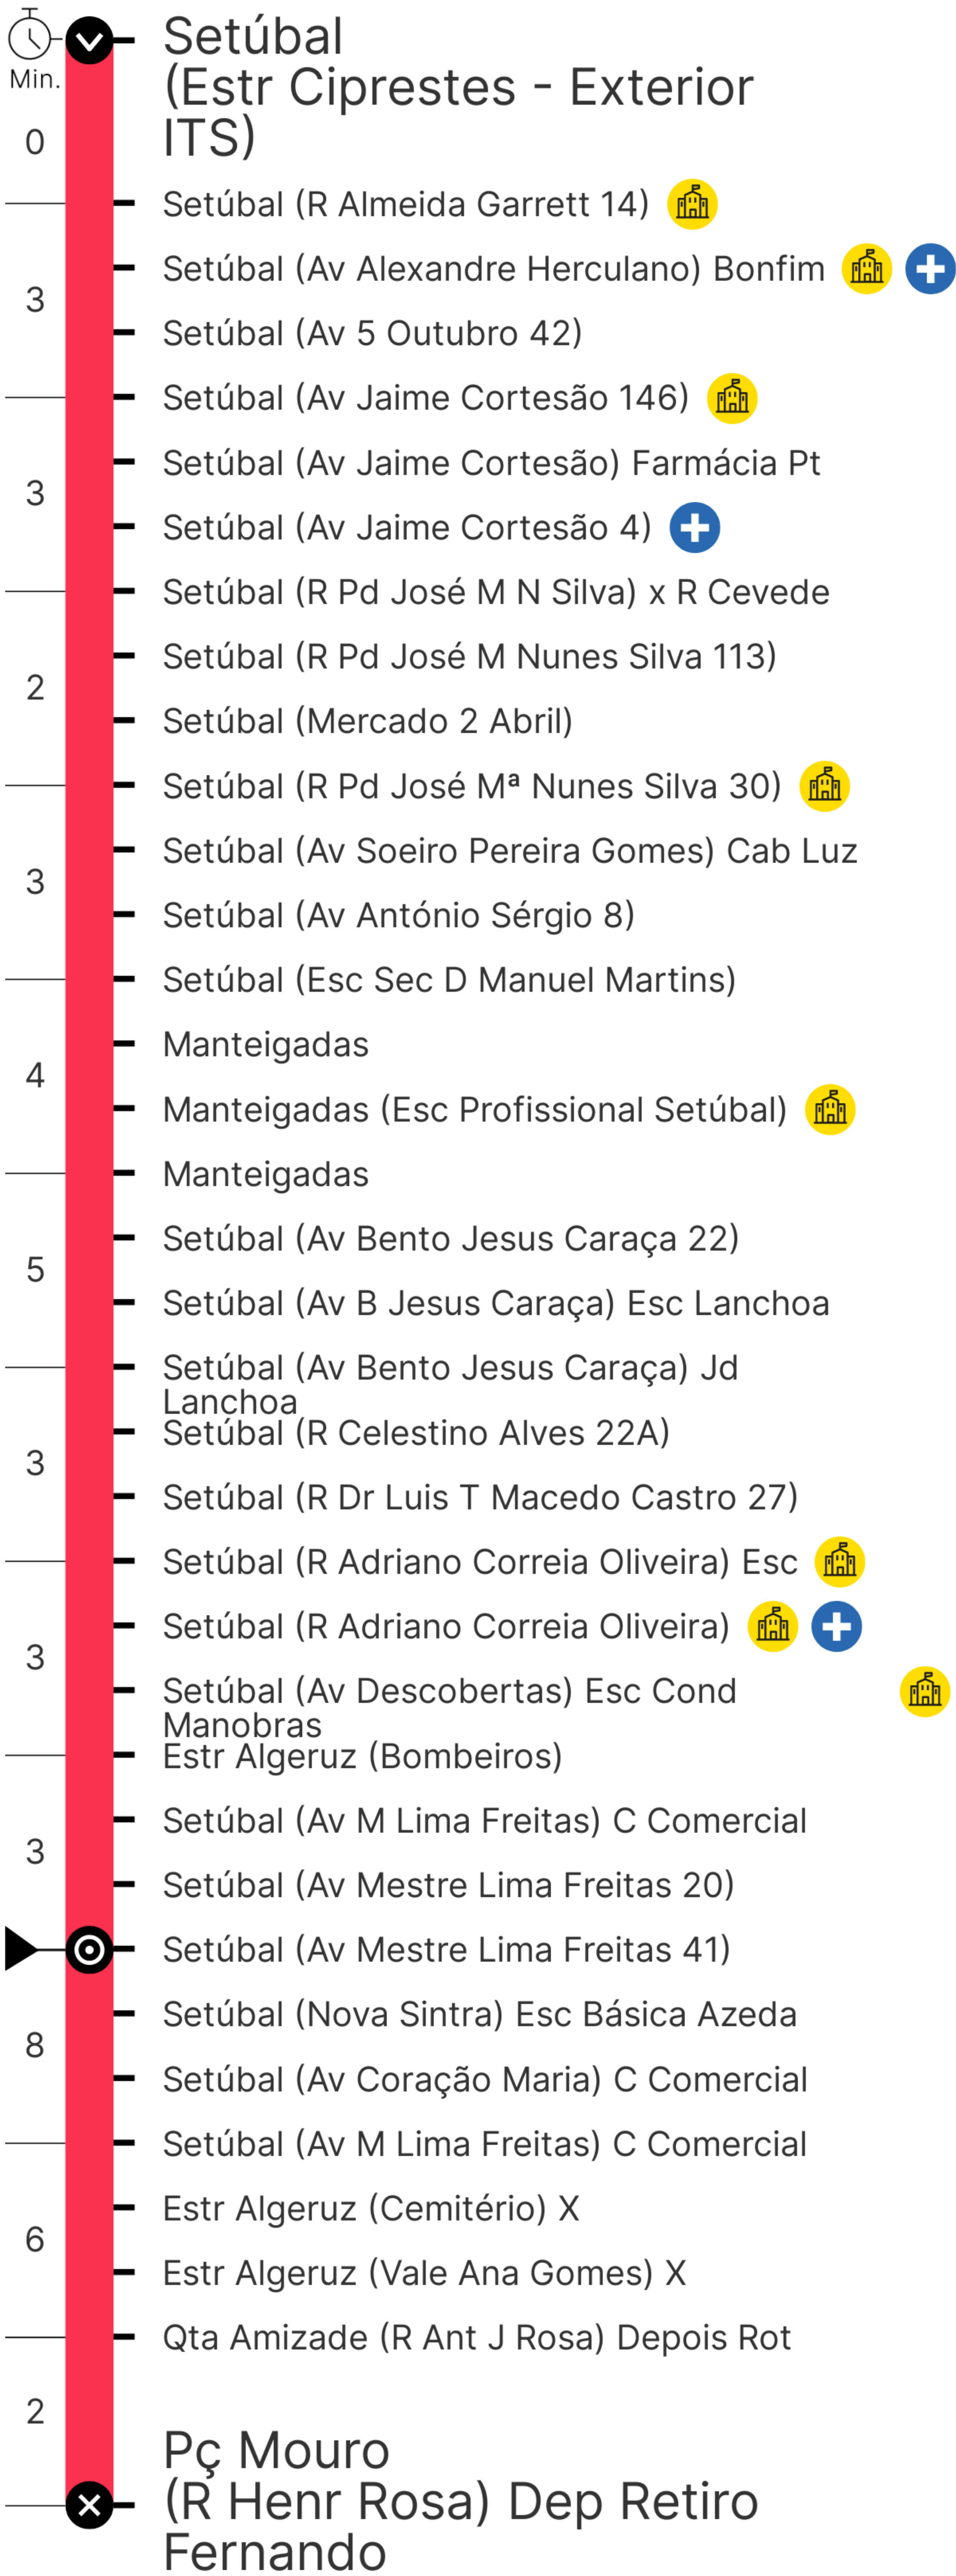 Setúbal
Min.
(Estr Ciprestes - Exterior
ITS)
0
Setúbal (R Almeida Garrett 14)
Setúbal (Av Alexandre Herculano) Bonfim
3
Setúbal (Av 5 Outubro 42)
Setúbal (Av Jaime Cortesão 146)
Setúbal (Av Jaime Cortesão) Farmácia Pt
3
Setúbal (Av Jaime Cortesão 4)
Setúbal (R Pd José M N Silva) x R Cevede
Setúbal (R Pd José M Nunes Silva 113)
2
Setúbal (Mercado 2 Abril)
Setúbal (R Pd José Mª Nunes Silva 30)
Setúbal (Av Soeiro Pereira Gomes) Cab Luz
3
Setúbal (Av António Sérgio 8)
Setúbal (Esc Sec D Manuel Martins)
Manteigadas
4
Manteigadas (Esc Profissional Setúbal)
Manteigadas
Setúbal (Av Bento Jesus Caraça 22)
5
Setúbal (Av B Jesus Caraça) Esc Lanchoa
Setúbal (Av Bento Jesus Caraça) Jd
Lanchoa
Setúbal (R Celestino Alves 22A)
3
Setúbal (R Dr Luis T Macedo Castro 27)
Setúbal (R Adriano Correia Oliveira) Esc
Setúbal (R Adriano Correia Oliveira)
3
Setúbal (Av Descobertas) Esc Cond
Manobras
Estr Algeruz (Bombeiros)
Setúbal (Av M Lima Freitas) C Comercial
3
Setúbal (Av Mestre Lima Freitas 20)
Setúbal (Av Mestre Lima Freitas 41)
Setúbal (Nova Sintra) Esc Básica Azeda
8
Setúbal (Av Coração Maria) C Comercial
Setúbal (Av M Lima Freitas) C Comercial
Estr Algeruz (Cemitério) X
6
Estr Algeruz (Vale Ana Gomes) X
Qta Amizade (R Ant J Rosa) Depois Rot
2
Pç Mouro
(R Henr Rosa) Dep Retiro
Fernando